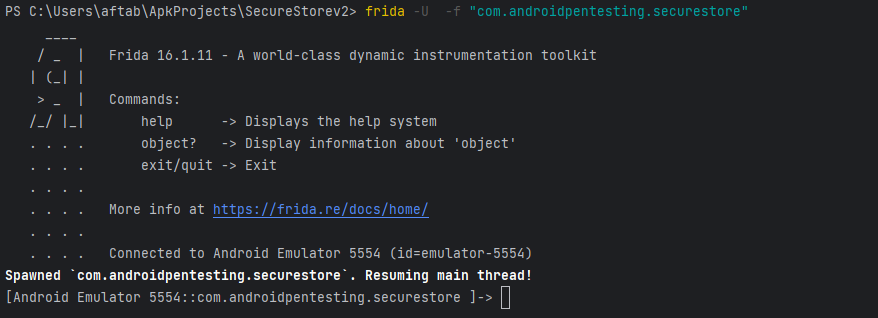 PS C:\Users\aftab\ApkProjects\SecureStorev2> frida -U  -f "com.androidpentesting.securestore"
     ____
    / _  |   Frida 16.1.11 - A world-class dynamic instrumentation toolkit
   | (_| |
    > _  |   Commands:
   /_/ |_|       help      -> Displays the help system
   . . . .       object?   -> Display information about 'object'
   . . . .       exit/quit -> Exit
   . . . .
   . . . .   More info at https://frida.re/docs/home/
   . . . .
   . . . .   Connected to Android Emulator 5554 (id=emulator-5554)
Spawned `com.androidpentesting.securestore`. Resuming main thread!
[Android Emulator 5554::com.androidpentesting.securestore ]->